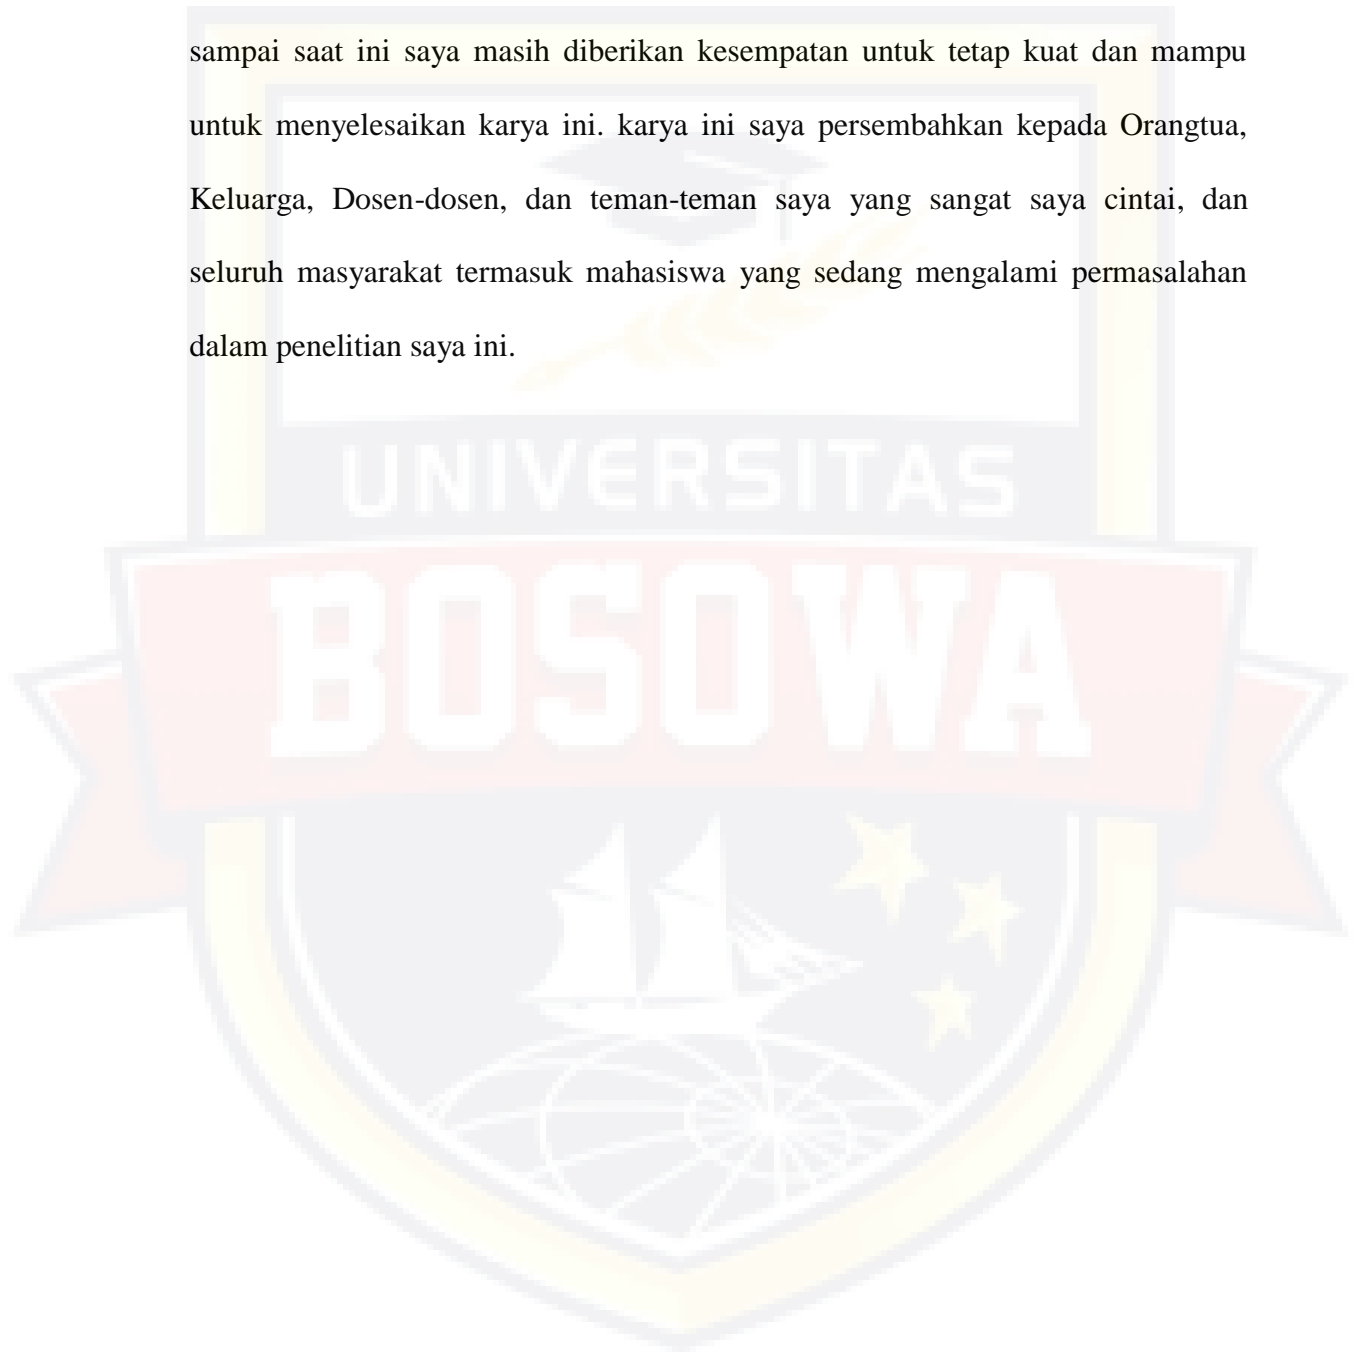 sampai saat ini saya masih diberikan kesempatan untuk tetap kuat dan mampu
untuk menyelesaikan karya ini. karya ini saya persembahkan kepada Orangtua,
Keluarga, Dosen-dosen, dan teman-teman saya yang sangat saya cintai, dan
seluruh masyarakat termasuk mahasiswa yang sedang mengalami permasalahan
dalam penelitian saya ini.
UNIVERSITAS
BOSOWA